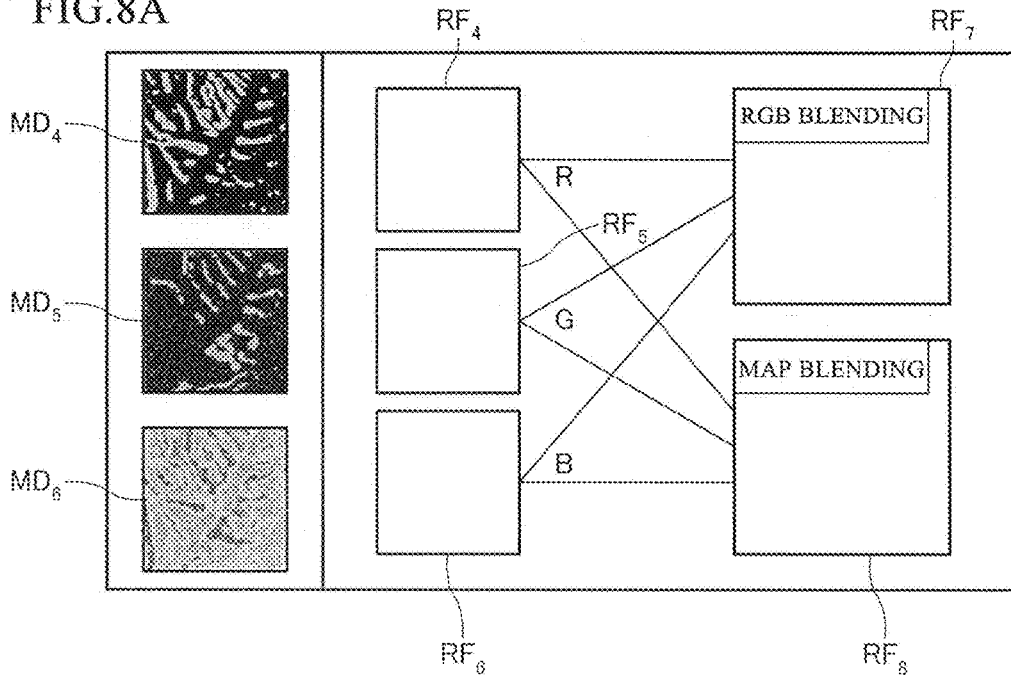 FIG.8A
RF₄
RF₇
MD₄
RGB BLENDING
R
RF₅
MD₅
G
MAP BLENDING
MD₆
B
RF₆
RF₈